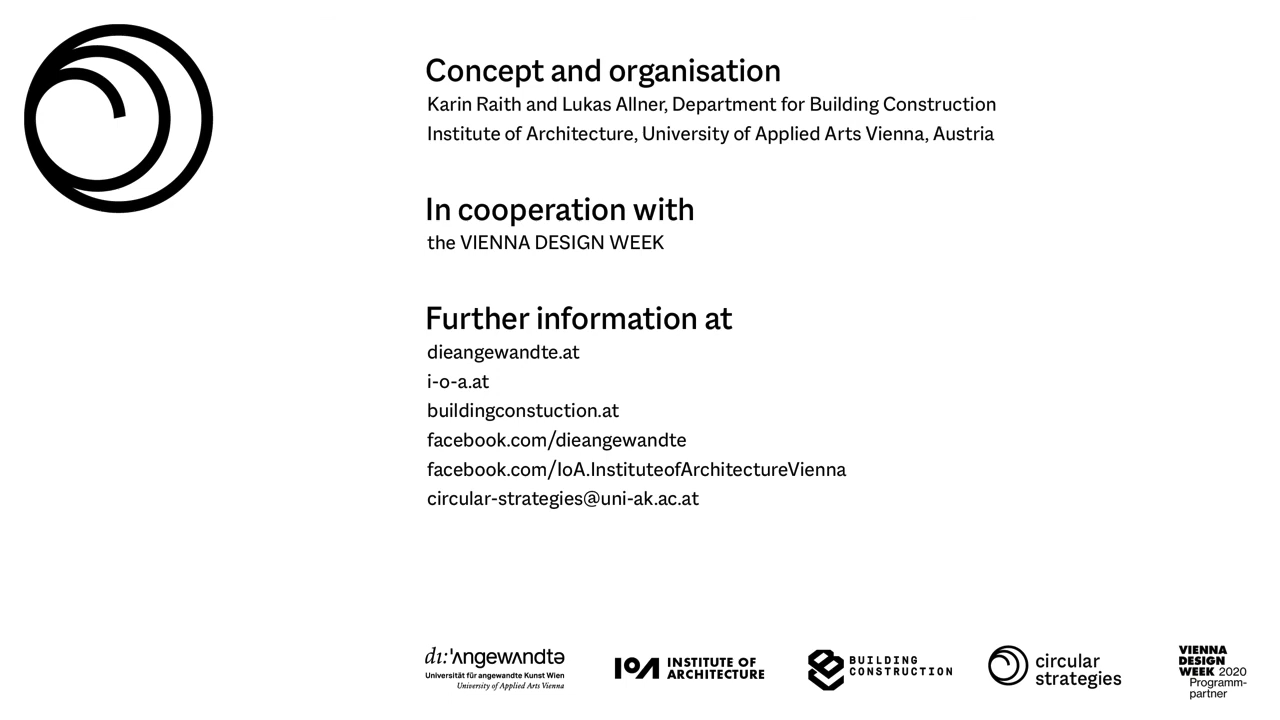 Concept and organisation
Karin Raith and Lukas Allner, Department for Building Construction
Institute of Architecture, University of Applied Arts Vienna, Austria
In cooperation with
the VIENNA DESIGN WEEK
Further information at
dieangewandte.at
i-o-a.at
buildingconstuction.at
facebook.com/dieangewandte
facebook.com/IoA.InstituteofArchitectureVienna
circular-strategies@uni-ak.ac.at
dı:'ʌngewʌndtə
Universität für angewandte Kunst Wien
University of Applied Arts Vienna
IOA
INSTITUTE OF
ARCHITECTURE
BUILDING
CONSTRUCTION
circular
strategies
VIENNA
DESIGN
WEEK 2020
Programm-
partner